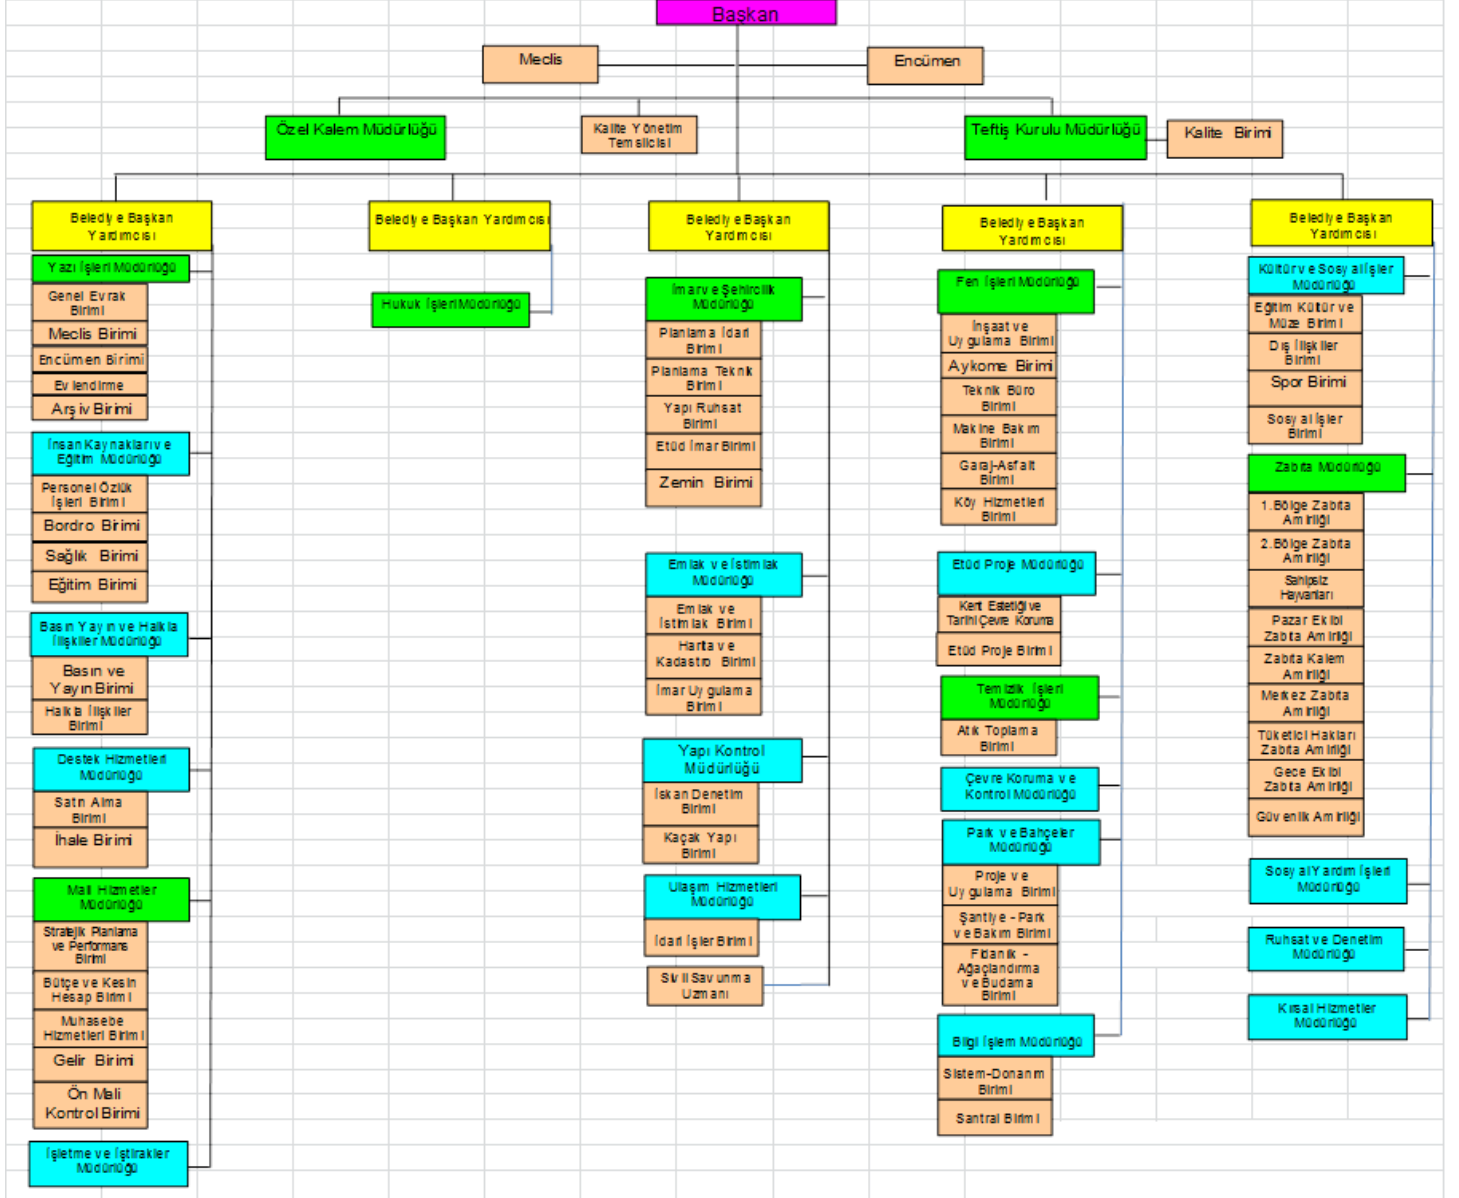 Başkan
Meclis
Encümen
Özel Kalem Müdürlüğü
Kalite Yönetim
Temsilcisi
Teftiş Kurulu Müdürlüğü
Kalite Birimi
Belediye Başkan
Yardımcısı
Yazı İşleri Müdürlüğü
Genel Evrak
Birimi
Meclis Birimi
Encümen Birimi
Evlendirme
Arşiv Birimi
İnsan Kaynakları ve
Eğitim Müdürlüğü
Personel Özlük
İşleri Birimi
Bordro Birimi
Sağlık Birimi
Eğitim Birimi
Basın Yayın ve Halkla
İlişkiler Müdürlüğü
Basın ve
Yayın Birimi
Halkla İlişkiler
Birimi
Destek Hizmetleri
Müdürlüğü
Satın Alma
Birimi
İhale Birimi
Mali Hizmetler
Müdürlüğü
Stratejik Planlama
ve Performans
Birimi
Bütçe ve Kesin
Hesap Birimi
Muhasebe
Hizmetleri Birimi
Gelir Birimi
Ön Mali
Kontrol Birimi
İşletme ve İştirakler
Müdürlüğü
Belediye Başkan Yardımcısı
Hukuk İşleri Müdürlüğü
Belediye Başkan
Yardımcısı
İmar ve Şehircilik
Müdürlüğü
Planlama İdari
Birimi
Planlama Teknik
Birimi
Yapı Ruhsat
Birimi
Etüd İmar Birimi
Zemin Birimi
Emlak ve İstimlak
Müdürlüğü
Emlak ve
İstimlak Birimi
Harita ve
Kadastro Birimi
İmar Uygulama
Birimi
Yapı Kontrol
Müdürlüğü
İskan Denetim
Birimi
Kaçak Yapı
Birimi
Ulaşım Hizmetleri
Müdürlüğü
İdari İşler Birimi
Sivil Savunma
Uzmanı
Belediye Başkan
Yardımcısı
Fen İşleri Müdürlüğü
İnşaat ve
Uygulama Birimi
Aykome Birimi
Teknik Büro
Birimi
Makine Bakım
Birimi
Garaj-Asfalt
Birimi
Köy Hizmetleri
Birimi
Etüd Proje Müdürlüğü
Kent Estetiği ve
Tarihi Çevre Koruma
Etüd Proje Birimi
Temizlik İşleri
Müdürlüğü
Atık Toplama
Birimi
Çevre Koruma ve
Kontrol Müdürlüğü
Park ve Bahçeler
Müdürlüğü
Proje ve
Uygulama Birimi
Şantiye - Park
ve Bakım Birimi
Fidanlık -
Ağaçlandırma
ve Budama
Birimi
Bilgi İşlem Müdürlüğü
Sistem-Donanım
Birimi
Santral Birimi
Belediye Başkan
Yardımcısı
Kültür ve Sosyal İşler
Müdürlüğü
Eğitim Kültür ve
Müze Birimi
Dış İlişkiler
Birimi
Spor Birimi
Sosyal İşler
Birimi
Zabıta Müdürlüğü
1.Bölge Zabıta
Amirliği
2.Bölge Zabıta
Amirliği
Sahipsiz
Hayvanları
Pazar Ekibi
Zabıta Amirliği
Zabıta Kalem
Amirliği
Merkez Zabıta
Amirliği
Tüketici Hakları
Zabıta Amirliği
Gece Ekibi
Zabıta Amirliği
Güvenlik Amirliği
Sosyal Yardım İşleri
Müdürlüğü
Ruhsat ve Denetim
Müdürlüğü
Kırsal Hizmetler
Müdürlüğü